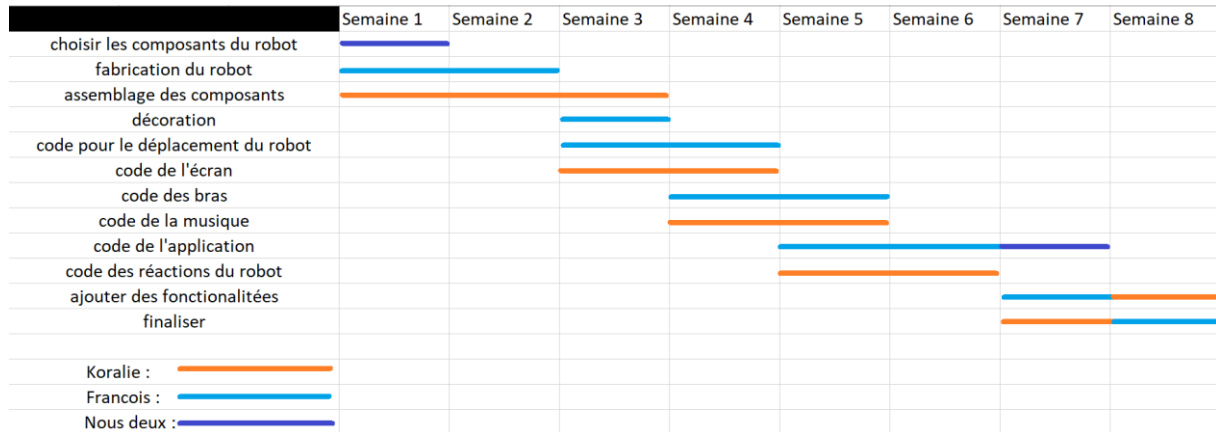 Semaine 1 Semaine 2 Semaine 3 Semaine 4 Semaine 5 Semaine 6 Semaine 7 Semaine 8
choisir les composants du robot
fabrication du robot
assemblage des composants
décoration
code pour le déplacement du robot
code de l'écran
code des bras
code de la musique
code de l'application
code des réactions du robot
ajouter des fonctionalitées
finaliser
Koralie :
Francois :
Nous deux :